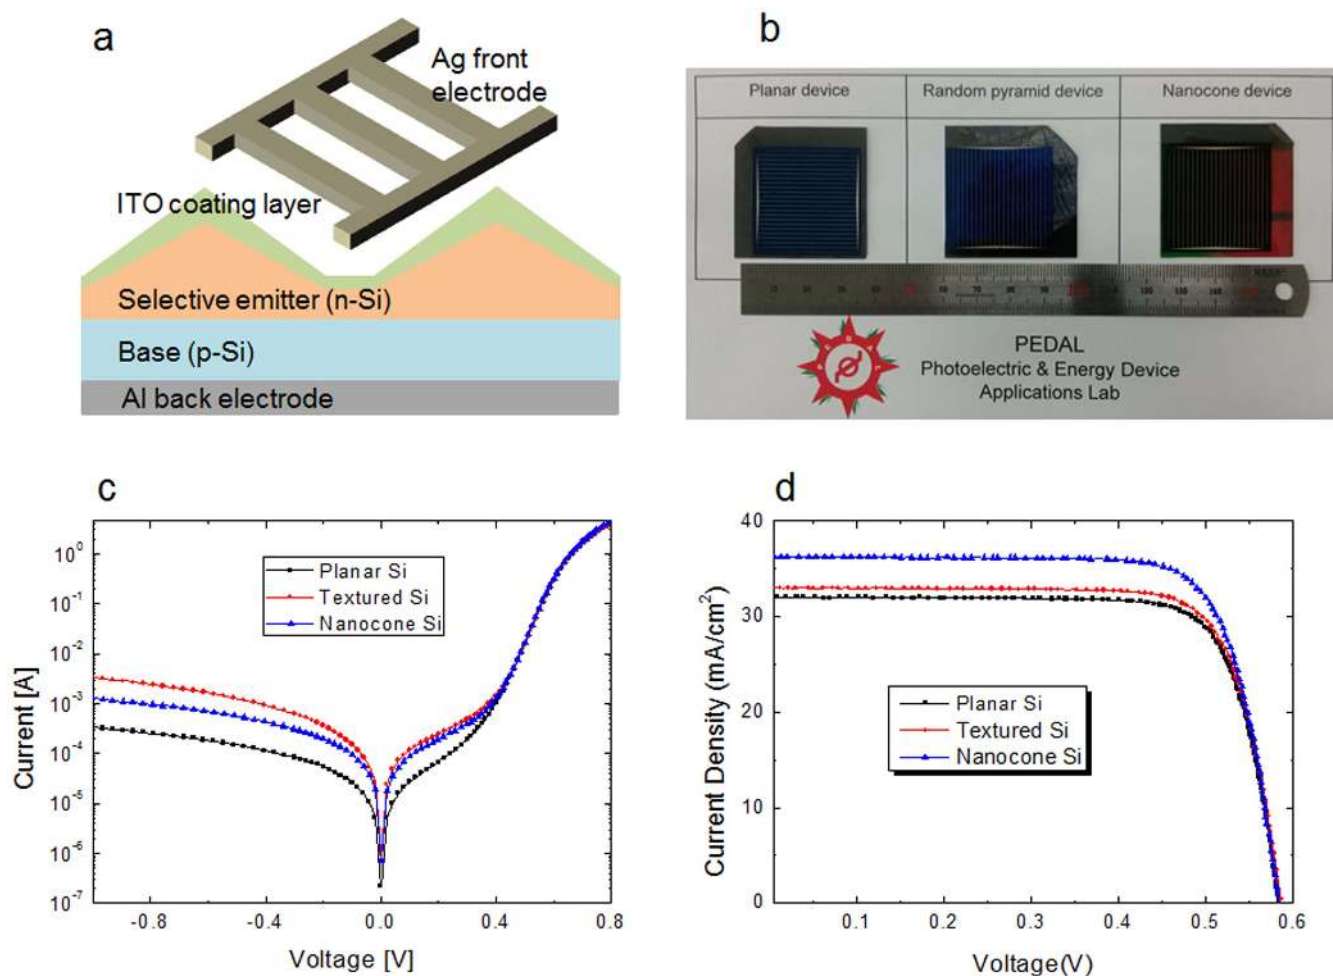 a
Ag front
electrode
ITO coating layer
Selective emitter (n-Si)
Base (p-Si)
Al back electrode
b
Planar device
Random pyramid device
Nanocone device
PEDAL
Photoelectric & Energy Device
Applications Lab
c
Planar Si
Textured Si
Nanocone Si
Current [A]
10⁰
10⁻¹
10⁻²
10⁻³
10⁻⁴
10⁻⁵
10⁻⁶
10⁻⁷
-0.8 -0.4 0.0 0.4 0.8
Voltage [V]
d
Planar Si
Textured Si
Nanocone Si
Current Density (mA/cm²)
40
32
24
16
8
0
0.1 0.2 0.3 0.4 0.5 0.6
Voltage(V)